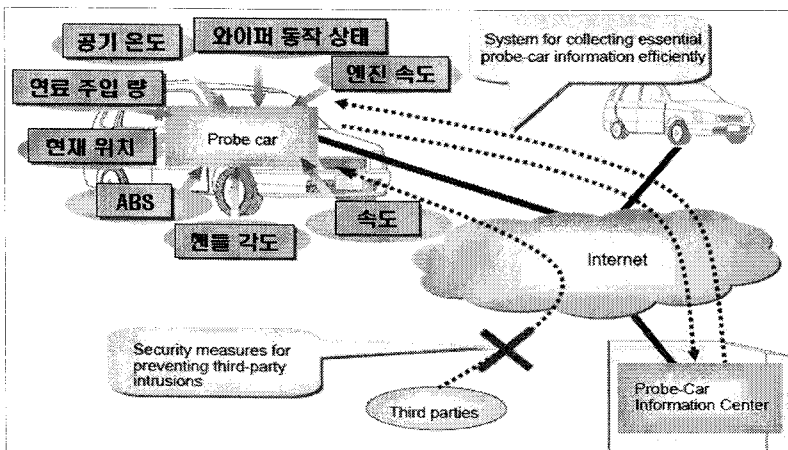 공기 온도
와이퍼 동작 상태
System for collecting essential
probe-car information efficiently
연료 주입 량
엔진 속도
현재 위치
Probe car
ABS
속도
핸들 각도
Internet
Security measures for
preventing third-party
intrusions
Third parties
Probe-Car
Information Center